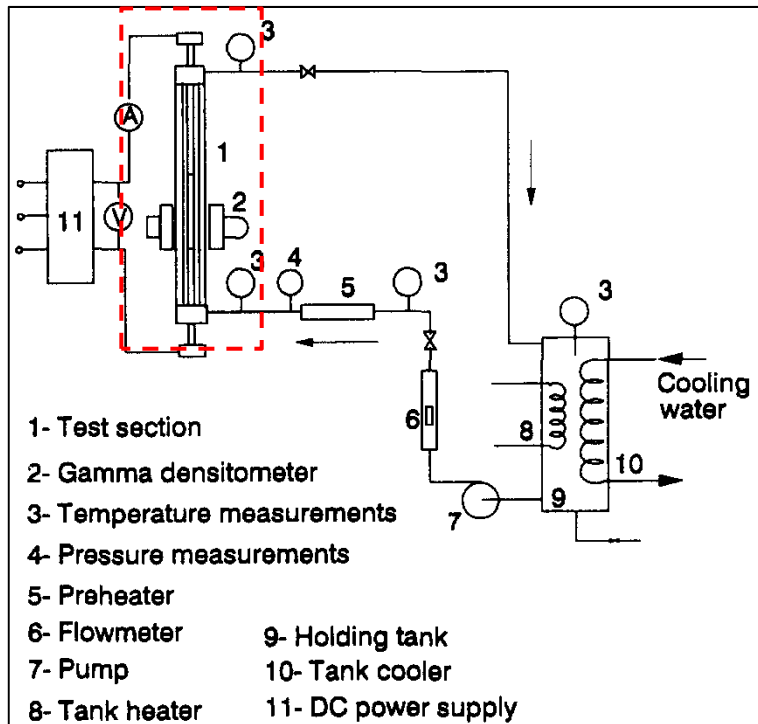 3
A
1
2
V
11
3
4
5
3
3
Cooling
water
6
8
10
7
9
1- Test section
2- Gamma densitometer
3- Temperature measurements
4- Pressure measurements
5- Preheater
6- Flowmeter
7- Pump
8- Tank heater
9- Holding tank
10- Tank cooler
11- DC power supply